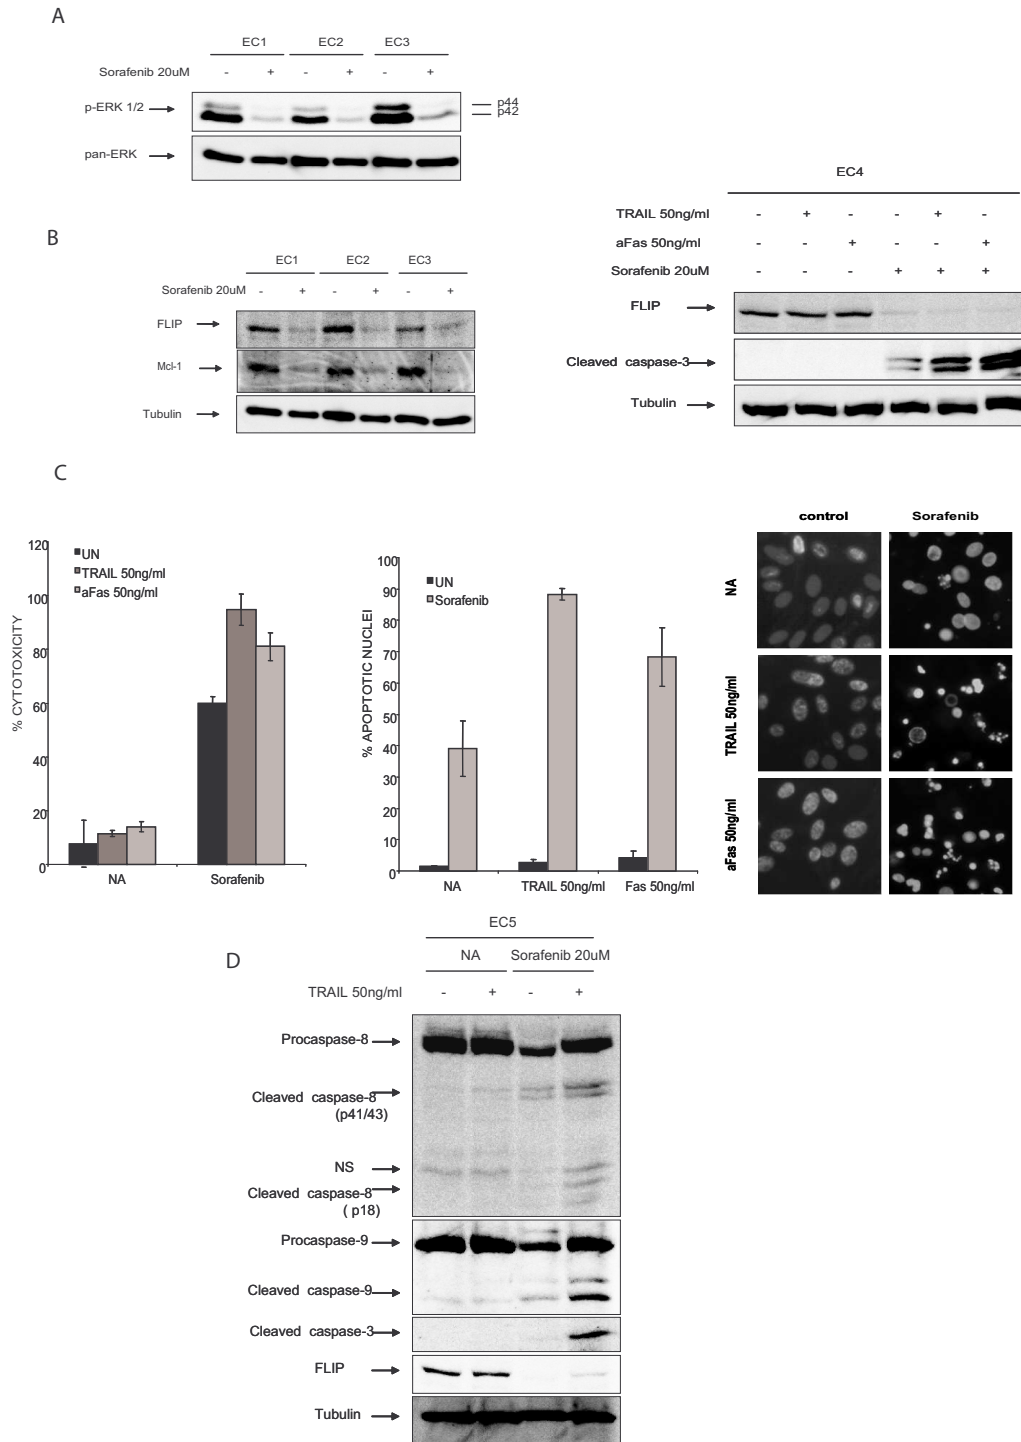 A
EC1 EC2 EC3
Sorafenib 20uM - + - + - +
p-ERK 1/2
p44
p42
pan-ERK
EC4
TRAIL 50ng/ml - + - - + -
aFas 50ng/ml - - + - - +
Sorafenib 20uM - - - + + +
FLIP
Cleaved caspase-3
Tubulin
B
EC1 EC2 EC3
Sorafenib 20uM - + - + - +
FLIP
Mcl-1
Tubulin
C
% CYTOTOXICITY
120
100
80
60
40
20
0
UN
TRAIL 50ng/ml
aFas 50ng/ml
NA Sorafenib
% APOPTOTIC NUCLEI
100
90
80
70
60
50
40
30
20
10
0
UN
Sorafenib
NA TRAIL 50ng/ml Fas 50ng/ml
control Sorafenib
NA
TRAIL 50ng/ml
aFas 50ng/ml
D
EC5
NA Sorafenib 20uM
TRAIL 50ng/ml - + - +
Procaspase-8
Cleaved caspase-8
(p41/43)
NS
Cleaved caspase-8
( p18)
Procaspase-9
Cleaved caspase-9
Cleaved caspase-3
FLIP
Tubulin